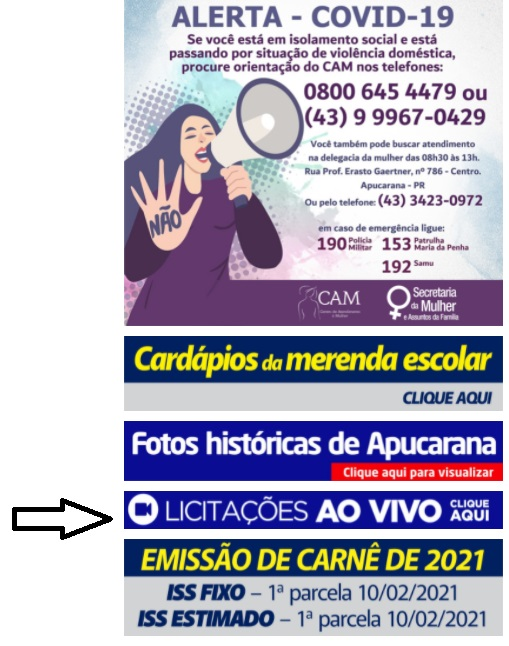 ALERTA - COVID-19
Se você está em isolamento social e está
passando por situação de violência doméstica,
procure orientação do CAM nos telefones:
0800 645 4479 ou
(43) 9 9967-0429
Você também pode buscar atendimento
na delegacia da mulher das 08h30 às 13h.
Rua Prof. Erasto Gaertner, nº 786 - Centro.
Apucarana - PR
Ou pelo telefone: (43) 3423-0972
NÃO
em caso de emergência ligue:
190 Polícia Militar 153 Patrulha Maria da Penha
192 Samu
CAM
Centro de Atendimento
à Mulher
Secretaria
da Mulher
e Assuntos da Família
Cardápios da merenda escolar
CLIQUE AQUI
Fotos históricas de Apucarana
Clique aqui para visualizar
LICITAÇÕES AO VIVO CLIQUE AQUI
EMISSÃO DE CARNÊ DE 2021
ISS FIXO – 1ª parcela 10/02/2021
ISS ESTIMADO – 1ª parcela 10/02/2021